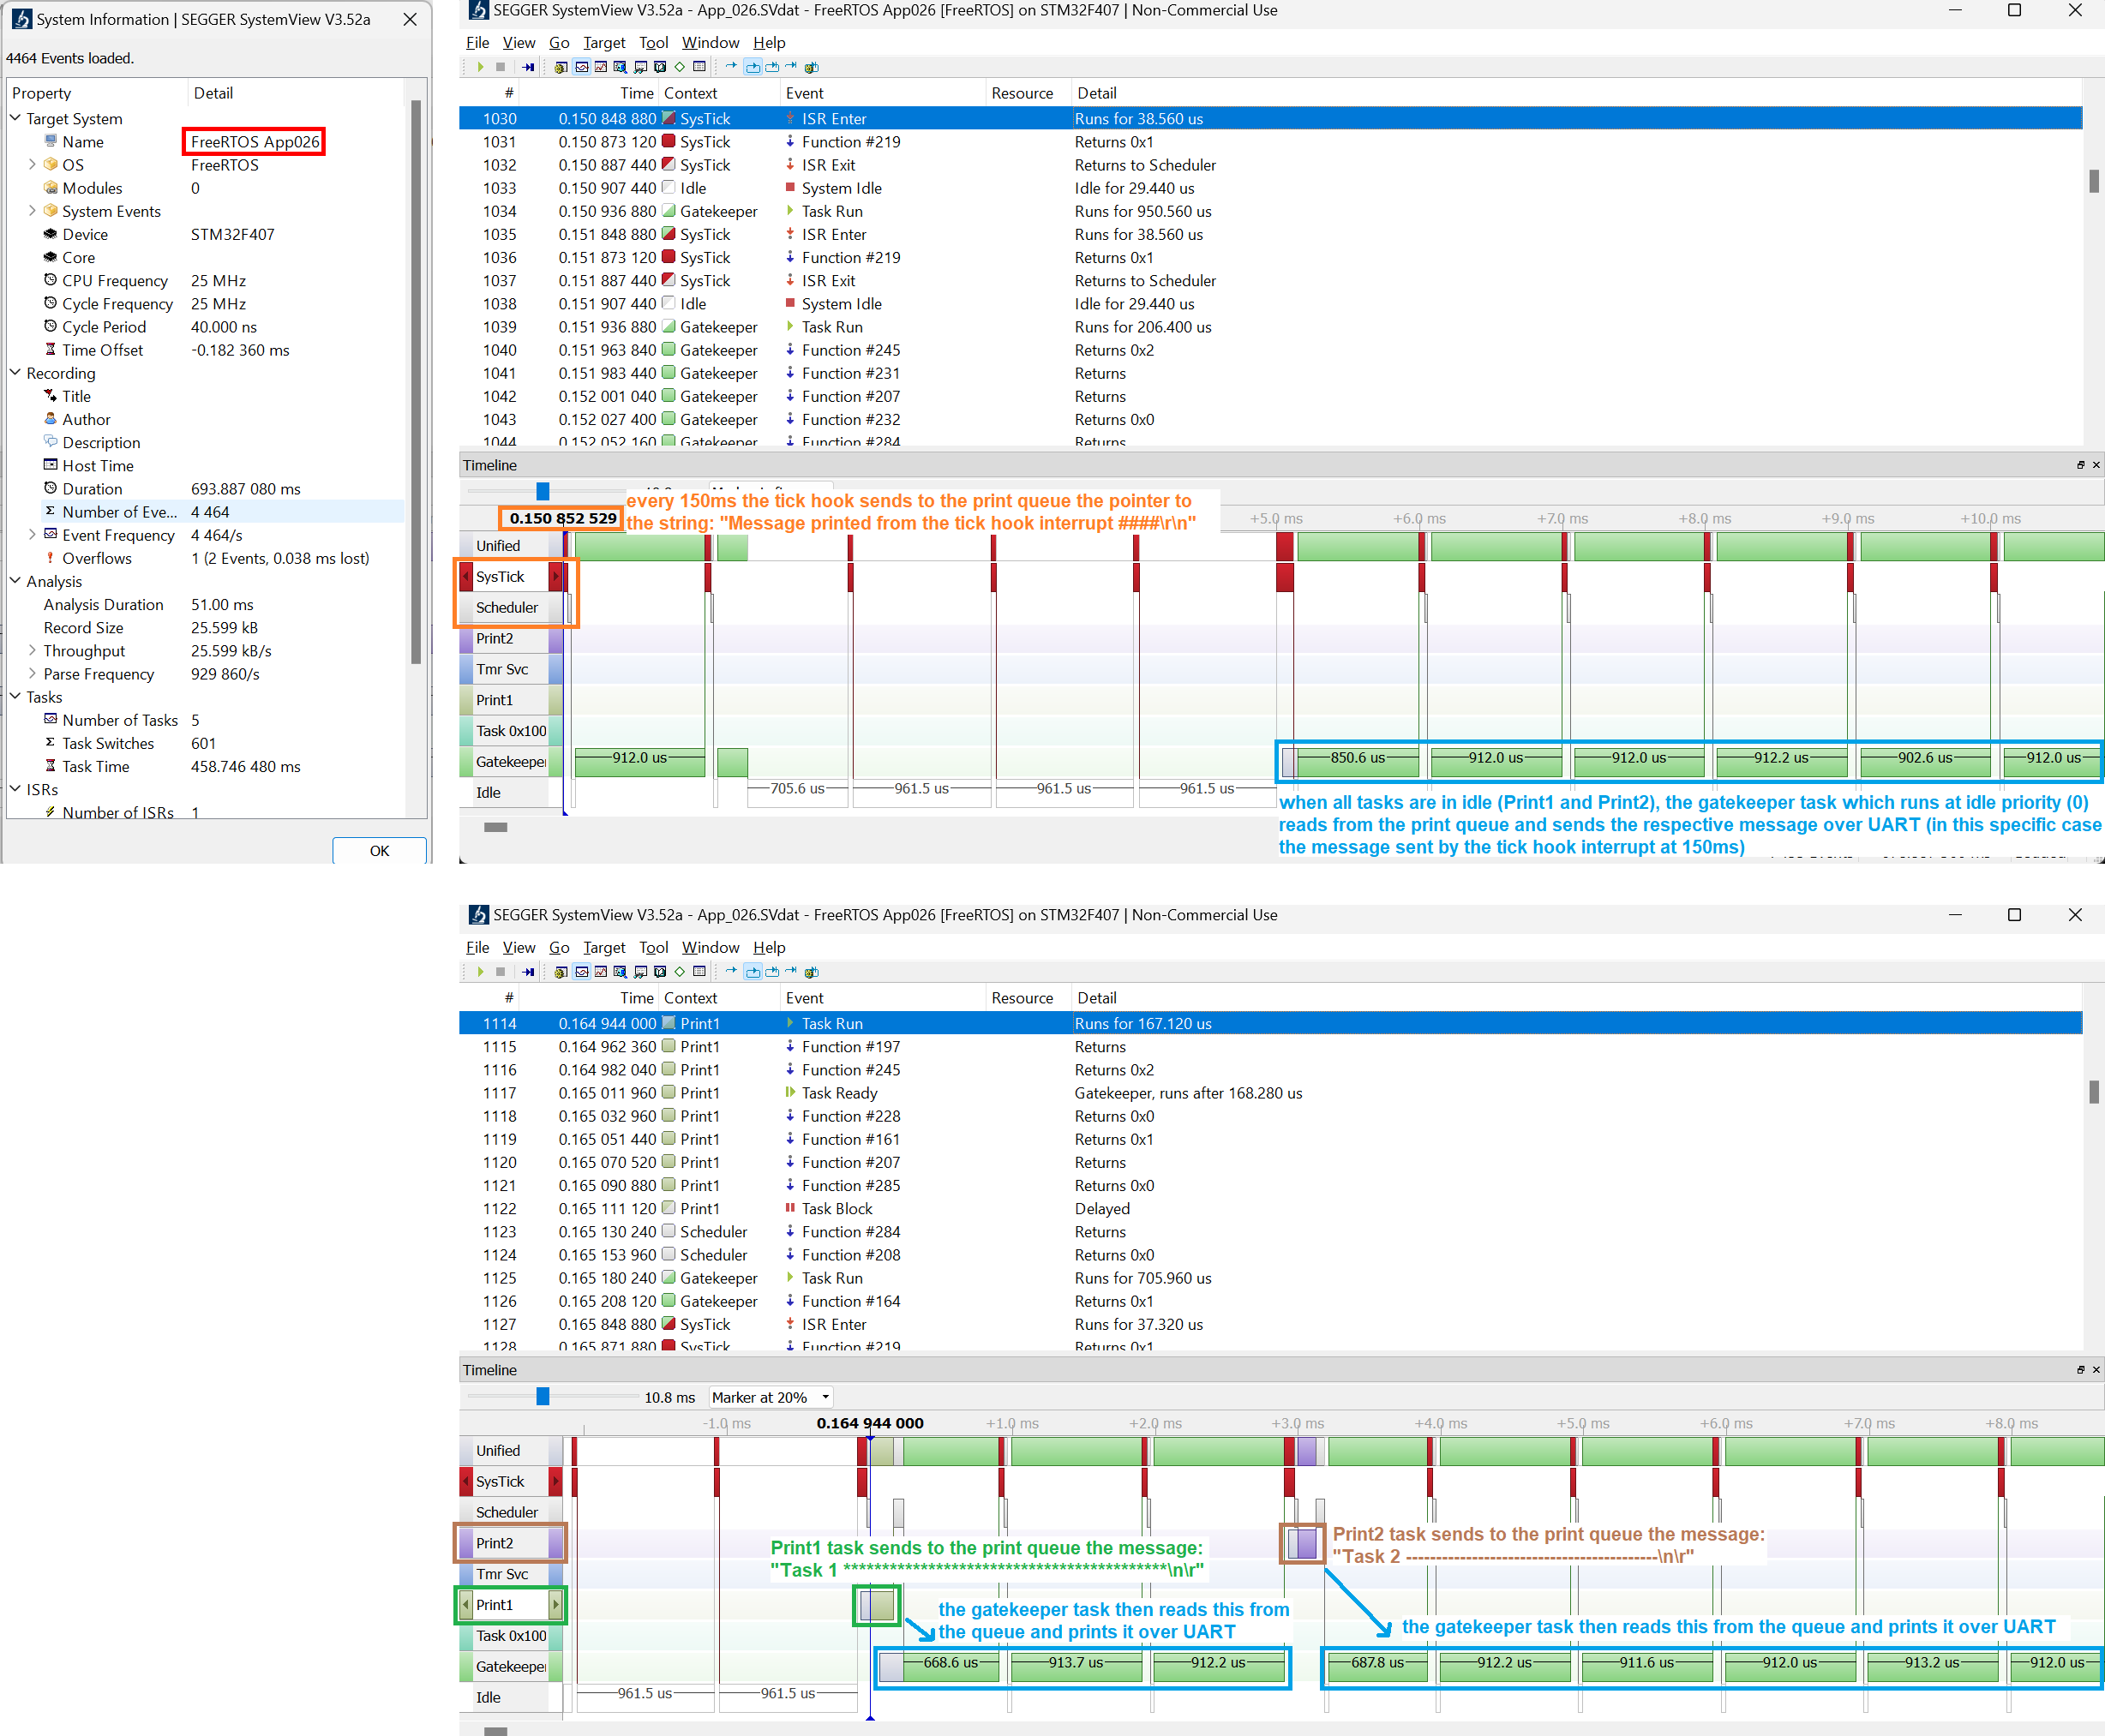 System Information | SEGGER SystemView V3.52a
4464 Events loaded.
Property Detail
Target System
Name FreeRTOS App026
OS FreeRTOS
Modules 0
System Events
Device STM32F407
Core
CPU Frequency 25 MHz
Cycle Frequency 25 MHz
Cycle Period 40.000 ns
Time Offset -0.182 360 ms
Recording
Title
Author
Description
Host Time
Duration 693.887 080 ms
Number of Eve... 4 464
Event Frequency 4 464/s
Overflows 1 (2 Events, 0.038 ms lost)
Analysis
Analysis Duration 51.00 ms
Record Size 25.599 kB
Throughput 25.599 kB/s
Parse Frequency 929 860/s
Tasks
Number of Tasks 5
Task Switches 601
Task Time 458.746 480 ms
ISRs
Number of ISRs 1
OK
SEGGER SystemView V3.52a - App_026.SVdat - FreeRTOS App026 [FreeRTOS] on STM32F407 | Non-Commercial Use
File View Go Target Tool Window Help
# Time Context Event Resource Detail
1030 0.150 848 880 SysTick ISR Enter Runs for 38.560 us
1031 0.150 873 120 SysTick Function #219 Returns 0x1
1032 0.150 887 440 SysTick ISR Exit Returns to Scheduler
1033 0.150 907 440 Idle System Idle Idle for 29.440 us
1034 0.150 936 880 Gatekeeper Task Run Runs for 950.560 us
1035 0.151 848 880 SysTick ISR Enter Runs for 38.560 us
1036 0.151 873 120 SysTick Function #219 Returns 0x1
1037 0.151 887 440 SysTick ISR Exit Returns to Scheduler
1038 0.151 907 440 Idle System Idle Idle for 29.440 us
1039 0.151 936 880 Gatekeeper Task Run Runs for 206.400 us
1040 0.151 963 840 Gatekeeper Function #245 Returns 0x2
1041 0.151 983 440 Gatekeeper Function #231 Returns
1042 0.152 001 040 Gatekeeper Function #207 Returns
1043 0.152 027 400 Gatekeeper Function #232 Returns 0x0
1044 0.152 052 160 Gatekeeper Function #284 Returns
Timeline
every 150ms the tick hook sends to the print queue the pointer to
the string: "Message printed from the tick hook interrupt ####\r\n"
0.150 852 529 +5.0 ms +6.0 ms +7.0 ms +8.0 ms +9.0 ms +10.0 ms
Unified
SysTick
Scheduler
Print2
Tmr Svc
Print1
Task 0x100
Gatekeeper 912.0 us 850.6 us 912.0 us 912.0 us 912.2 us 902.6 us 912.0 us
Idle 705.6 us 961.5 us 961.5 us 961.5 us
when all tasks are in idle (Print1 and Print2), the gatekeeper task which runs at idle priority (0)
reads from the print queue and sends the respective message over UART (in this specific case
the message sent by the tick hook interrupt at 150ms)
SEGGER SystemView V3.52a - App_026.SVdat - FreeRTOS App026 [FreeRTOS] on STM32F407 | Non-Commercial Use
File View Go Target Tool Window Help
# Time Context Event Resource Detail
1114 0.164 944 000 Print1 Task Run Runs for 167.120 us
1115 0.164 962 360 Print1 Function #197 Returns
1116 0.164 982 040 Print1 Function #245 Returns 0x2
1117 0.165 011 960 Print1 Task Ready Gatekeeper, runs after 168.280 us
1118 0.165 032 960 Print1 Function #228 Returns 0x0
1119 0.165 051 440 Print1 Function #161 Returns 0x1
1120 0.165 070 520 Print1 Function #207 Returns
1121 0.165 090 880 Print1 Function #285 Returns 0x0
1122 0.165 111 120 Print1 Task Block Delayed
1123 0.165 130 240 Scheduler Function #284 Returns
1124 0.165 153 960 Scheduler Function #208 Returns 0x0
1125 0.165 180 240 Gatekeeper Task Run Runs for 705.960 us
1126 0.165 208 120 Gatekeeper Function #164 Returns 0x1
1127 0.165 848 880 SysTick ISR Enter Runs for 37.320 us
1128 0.165 871 880 SysTick Function #219 Returns 0x1
Timeline
10.8 ms Marker at 20%
-1.0 ms 0.164 944 000 +1.0 ms +2.0 ms +3.0 ms +4.0 ms +5.0 ms +6.0 ms +7.0 ms +8.0 ms
Unified
SysTick
Scheduler
Print2
Print2 task sends to the print queue the message:
"Task 2 ------------------------------------------\n\r"
Print1 task sends to the print queue the message:
"Task 1 ******************************************\n\r"
Tmr Svc
Print1
the gatekeeper task then reads this from
the queue and prints it over UART
the gatekeeper task then reads this from the queue and prints it over UART
Task 0x100
Gatekeeper 668.6 us 913.7 us 912.2 us 687.8 us 912.2 us 911.6 us 912.0 us 913.2 us 912.0 us
Idle 961.5 us 961.5 us